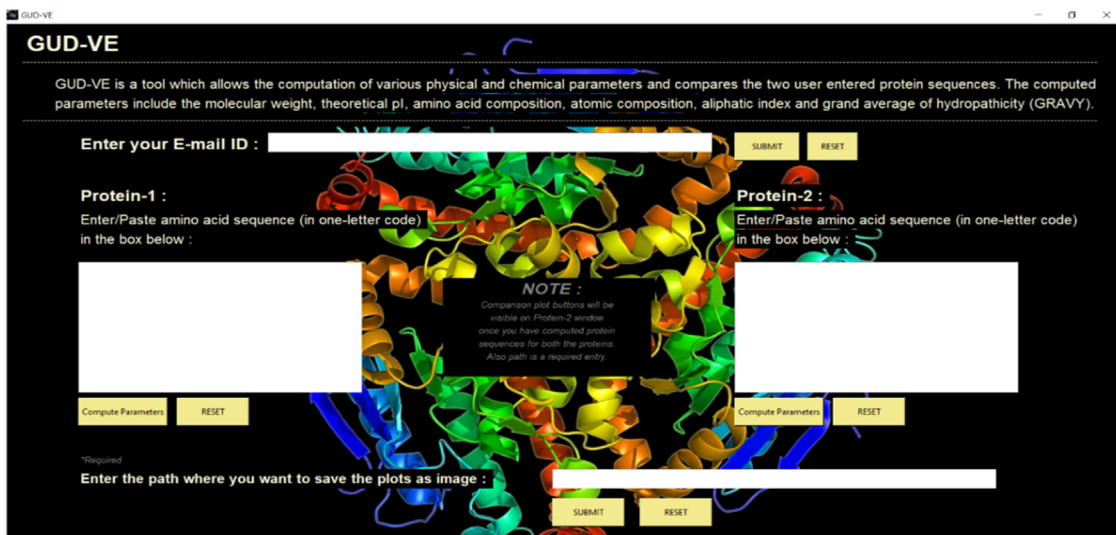 GUD-VE
GUD-VE
GUD-VE is a tool which allows the computation of various physical and chemical parameters and compares the two user entered protein sequences. The computed
parameters include the molecular weight, theoretical pI, amino acid composition, atomic composition, aliphatic index and grand average of hydropathicity (GRAVY).
Enter your E-mail ID :
SUBMIT
RESET
Protein-1 :
Enter/Paste amino acid sequence (in one-letter code)
in the box below :
Protein-2 :
Enter/Paste amino acid sequence (in one-letter code)
in the box below :
NOTE :
Comparison plot buttons will be
visible on Protein-2 window
once you have computed protein
sequences for both the proteins.
Also path is a required entry.
Compute Parameters
RESET
Compute Parameters
RESET
*Required
Enter the path where you want to save the plots as image :
SUBMIT
RESET